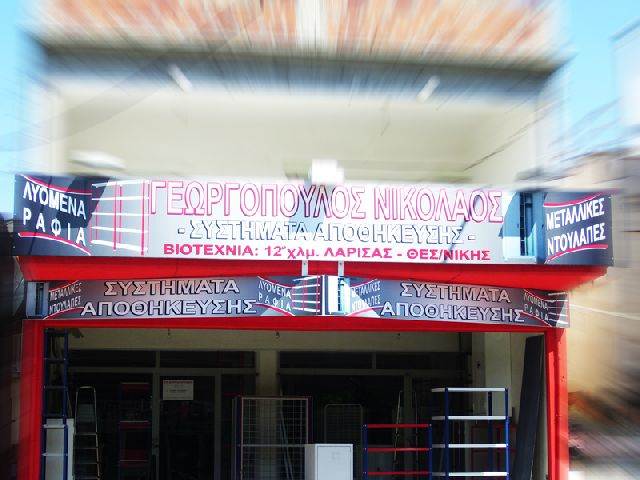 ΛΥΟΜΕΝΑ
ΡΑΦΙΑ
ΓΕΩΡΓΟΠΟΥΛΟΣ ΝΙΚΟΛΑΟΣ
- ΣΥΣΤΗΜΑΤΑ ΑΠΟΘΗΚΕΥΣΗΣ -
ΒΙΟΤΕΧΝΙΑ: 12ο χλμ. ΛΑΡΙΣΑΣ - ΘΕΣ/ΝΙΚΗΣ
ΜΕΤΑΛΛΙΚΕΣ
ΝΤΟΥΛΑΠΕΣ
ΜΕΤΑΛΛΙΚΕΣ
ΝΤΟΥΛΑΠΕΣ
ΣΥΣΤΗΜΑΤΑ
ΑΠΟΘΗΚΕΥΣΗΣ
ΛΥΟΜΕΝΑ
ΡΑΦΙΑ
ΜΕΤΑΛΛΙΚΕΣ
ΝΤΟΥΛΑΠΕΣ
ΣΥΣΤΗΜΑΤΑ
ΑΠΟΘΗΚΕΥΣΗΣ
ΛΥΟΜΕΝΑ
ΡΑΦΙΑ